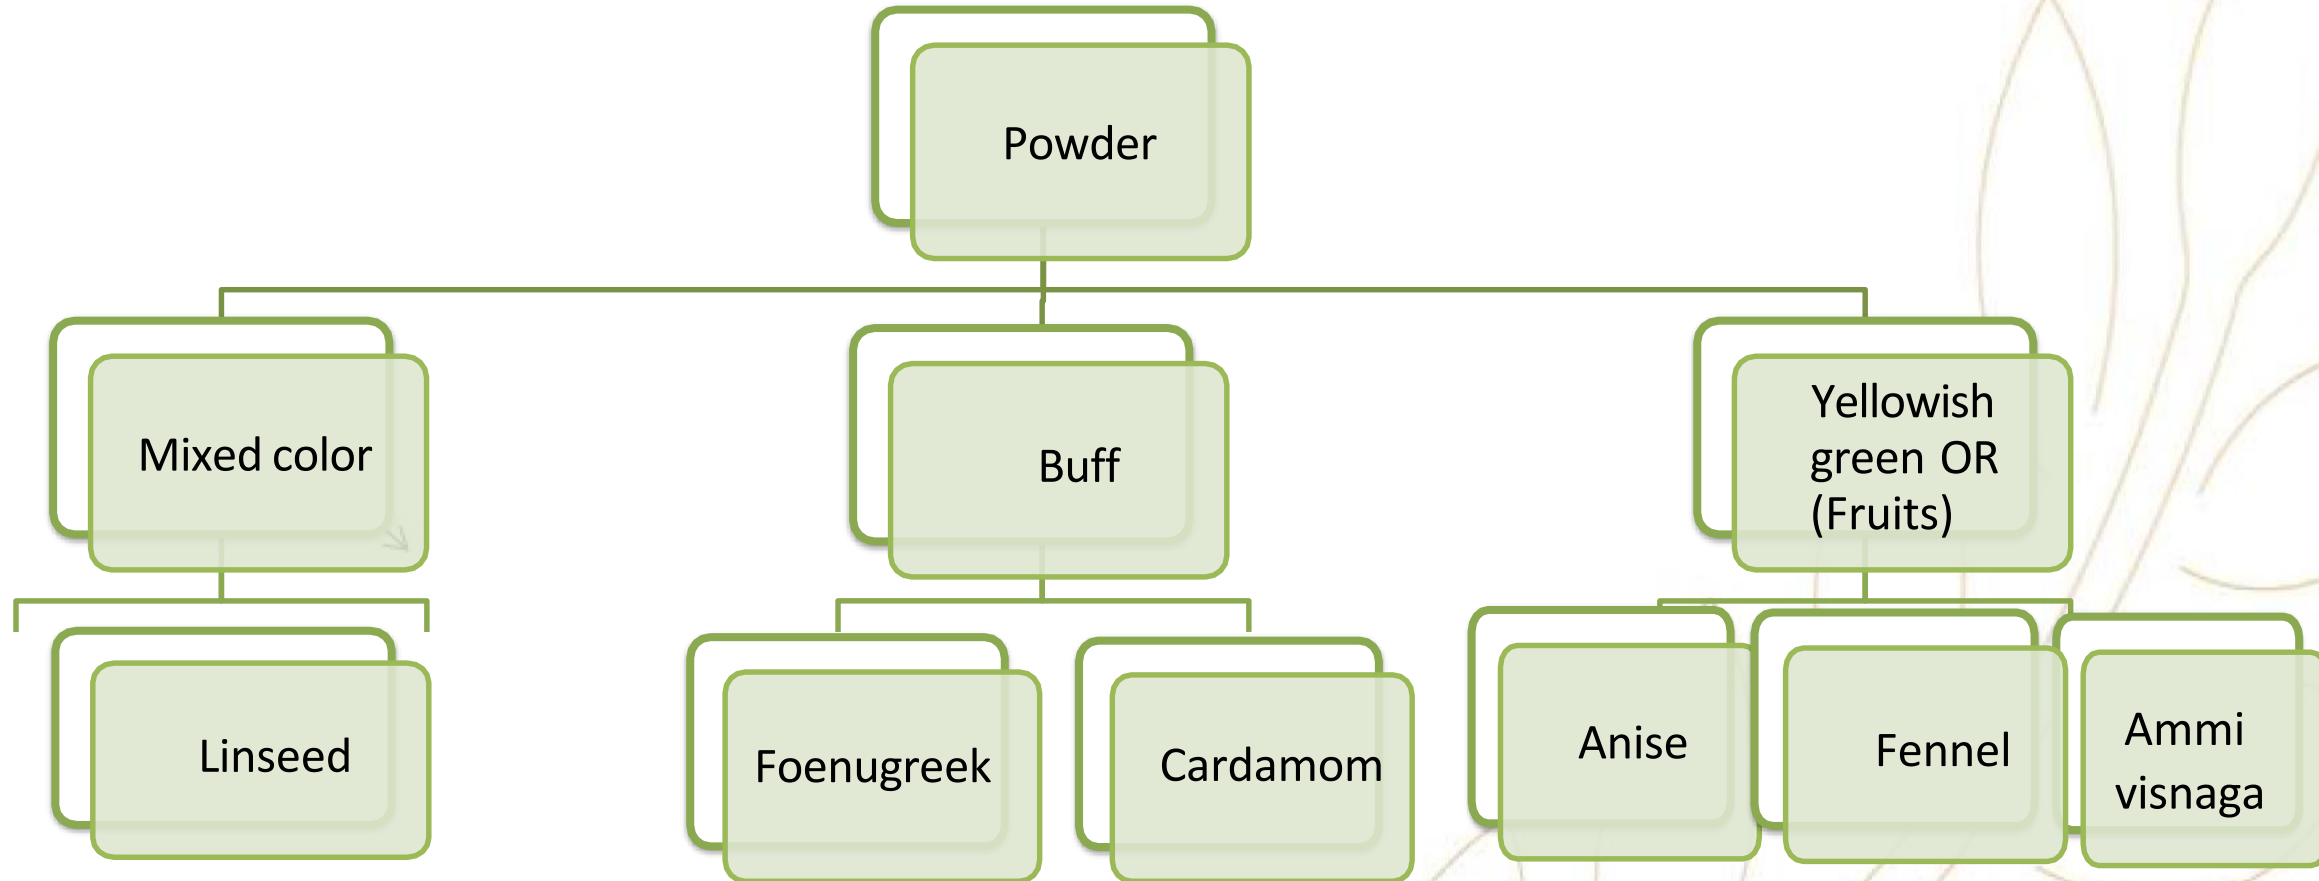 Powder
Mixed color
Buff
Yellowish
green OR
(Fruits)
Linseed
Foenugreek
Cardamom
Anise
Fennel
Ammi
visnaga